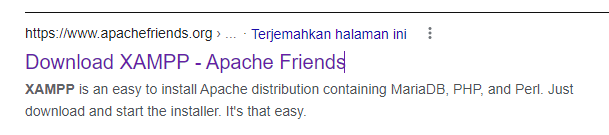 https://www.apachefriends.org › ... · Terjemahkan halaman ini
Download XAMPP - Apache Friends
XAMPP is an easy to install Apache distribution containing MariaDB, PHP, and Perl. Just
download and start the installer. It's that easy.